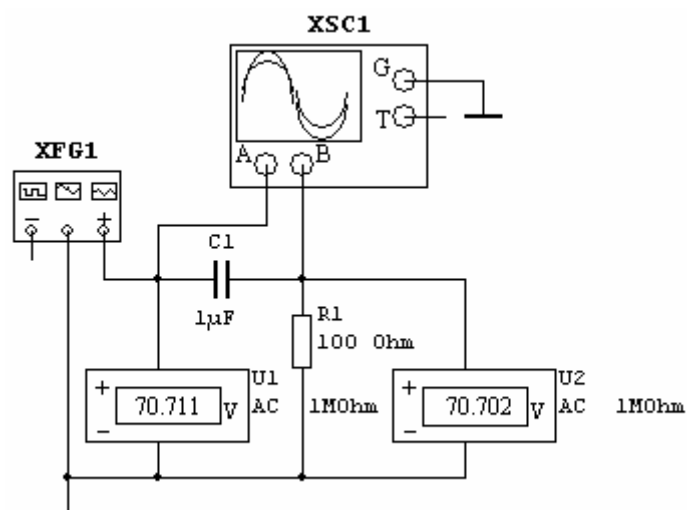 XSC1
G
T
A B
XFG1
− +
C1
1µF
R1
100 Ohm
+ 70.711 V −
U1
AC 1MOhm
+ 70.702 V −
U2
AC 1MOhm